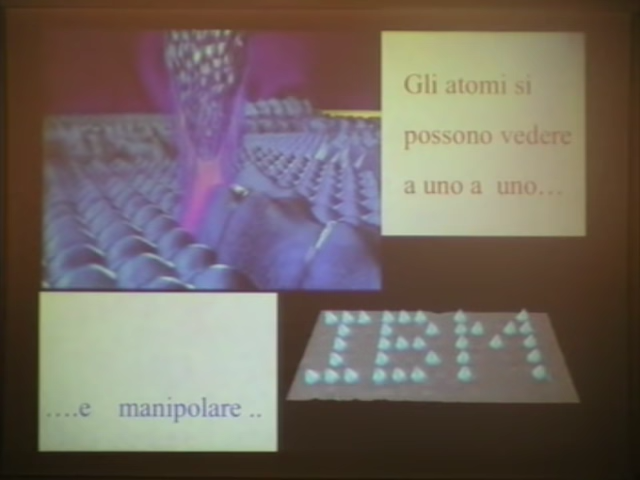 Gli atomi si
possono vedere
a uno a uno…
….e manipolare ..
IBM